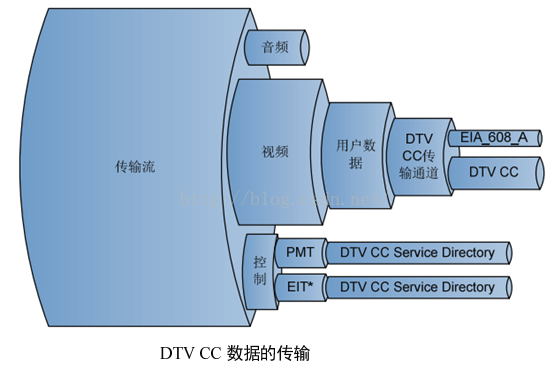 音频
传输流
视频
用户数据
DTV CC传输通道
EIA_608_A
DTV CC
http://blog.csdn.net
控制
PMT
DTV CC Service Directory
EIT*
DTV CC Service Directory
DTV CC 数据的传输